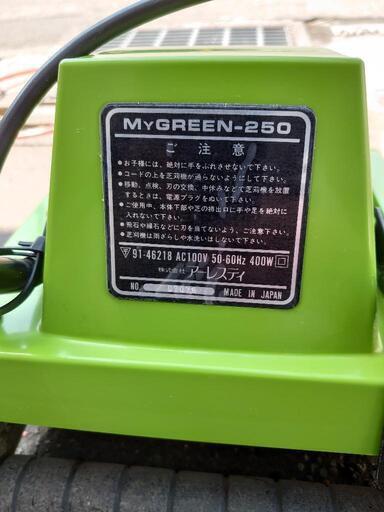 MYGREEN-250
ご注意
●お子様には、絶対に手をふれさせないで下さい。
●コードの上を芝刈機が通らないようにして下さい。
●移動、点検、刃の交換、中休みなどで芝刈機を放置
するときは、電源プラグをぬいて下さい。
●ご使用中は、本体下部や芝の排出口に手や足を絶対に
入れないで下さい。
●飛石や縁石などに刃を当てないよう、ご注意下さい。
●芝刈機は雨ざらしや水洗いはしないで下さい。
91-46218 AC100V 50-60Hz 400W
株式会社 アーレスティ
NO. MADE IN JAPAN